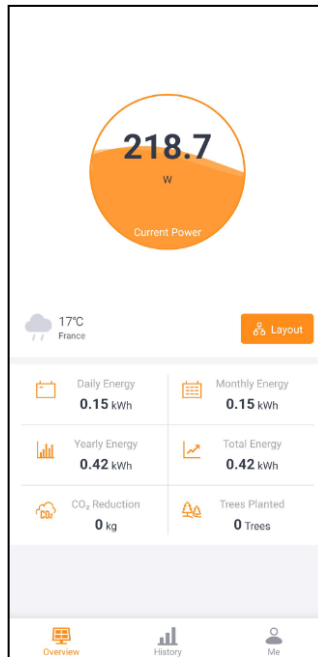 218.7
W
Current Power
17℃
France
Layout
Daily Energy
0.15 kWh
Monthly Energy
0.15 kWh
Yearly Energy
0.42 kWh
Total Energy
0.42 kWh
CO₂
CO₂ Reduction
0 kg
Trees Planted
0 Trees
Overview
History
Me